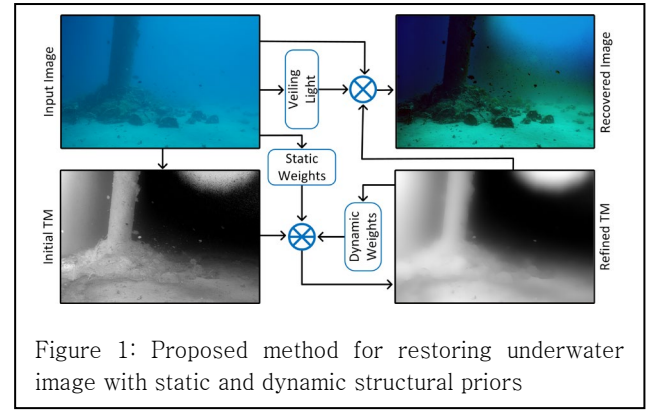 Input Image
Veiling
Light
Recovered Image
Static
Weights
Initial TM
Dynamic
Weights
Refined TM
Figure 1: Proposed method for restoring underwater
image with static and dynamic structural priors